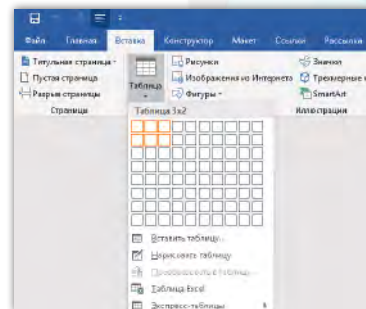 Файл Главная Вставка Конструктор Макет Ссылки Рассылки
Титульная страница
Пустая страница
Разрыв страницы
Страницы
Таблица
Рисунки
Изображения из Интернета
Фигуры
Значки
Трехмерные
SmartArt
Иллюстрации
Таблица 3x2
Вставить таблицу...
Нарисовать таблицу
Преобразовать в таблицу...
Таблица Excel
Экспресс-таблицы